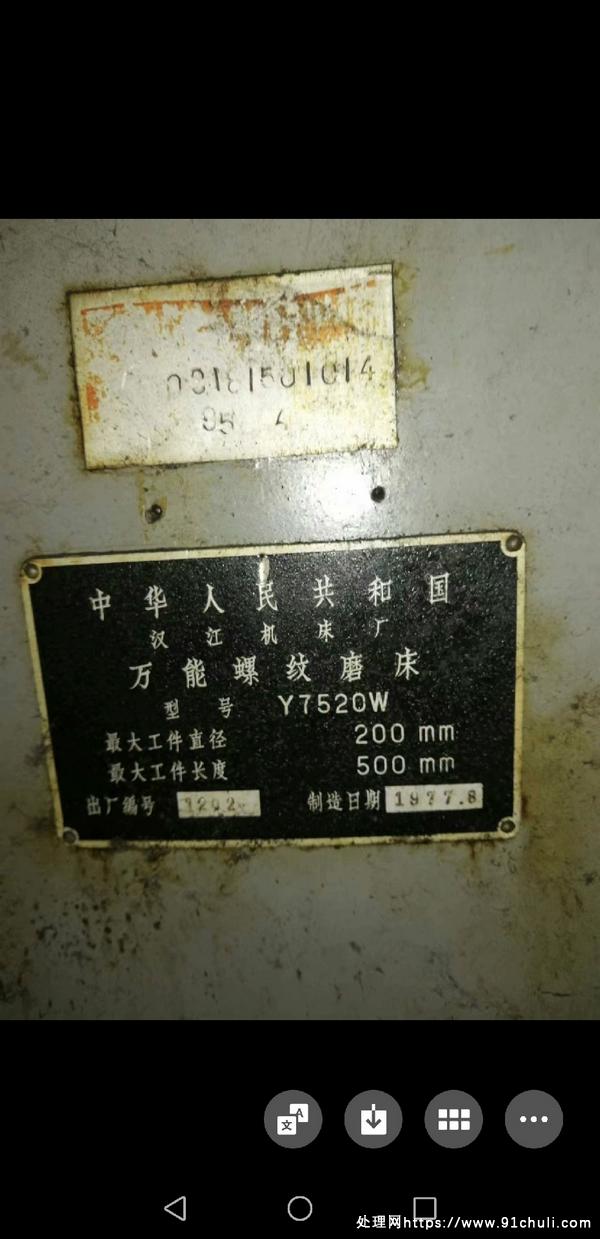 95 4
中华人民共和国
汉江机床厂
万能螺纹磨床
型号 Y7520W
最大工件直径 200 mm
最大工件长度 500 mm
出厂编号 1202 制造日期 1977.8
处理网https://www.91chuli.com